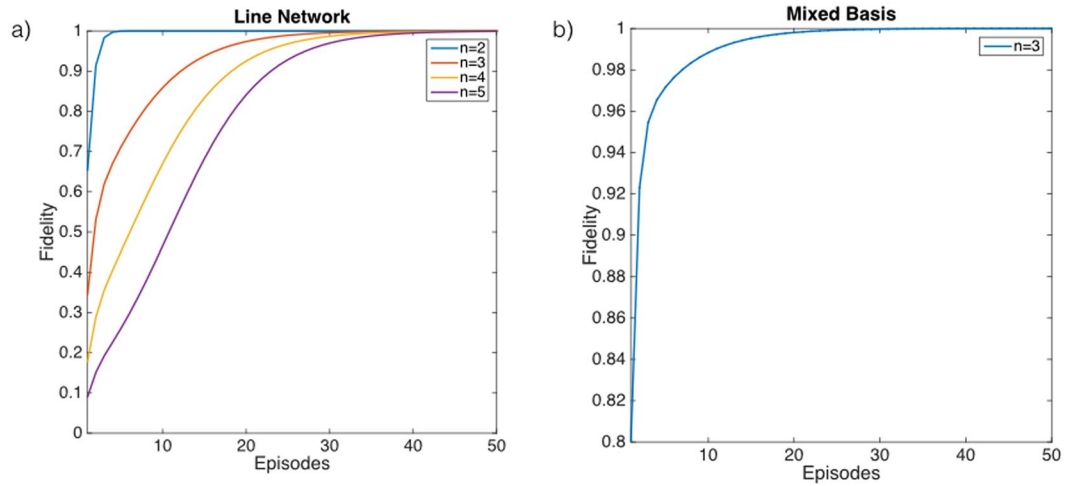 a)
Line Network
1
0.9
0.8
0.7
0.6
0.5
0.4
0.3
0.2
0.1
0
Fidelity
n=2
n=3
n=4
n=5
10 20 30 40 50
Episodes
b)
Mixed Basis
1
0.98
0.96
0.94
0.92
0.9
0.88
0.86
0.84
0.82
0.8
Fidelity
n=3
10 20 30 40 50
Episodes